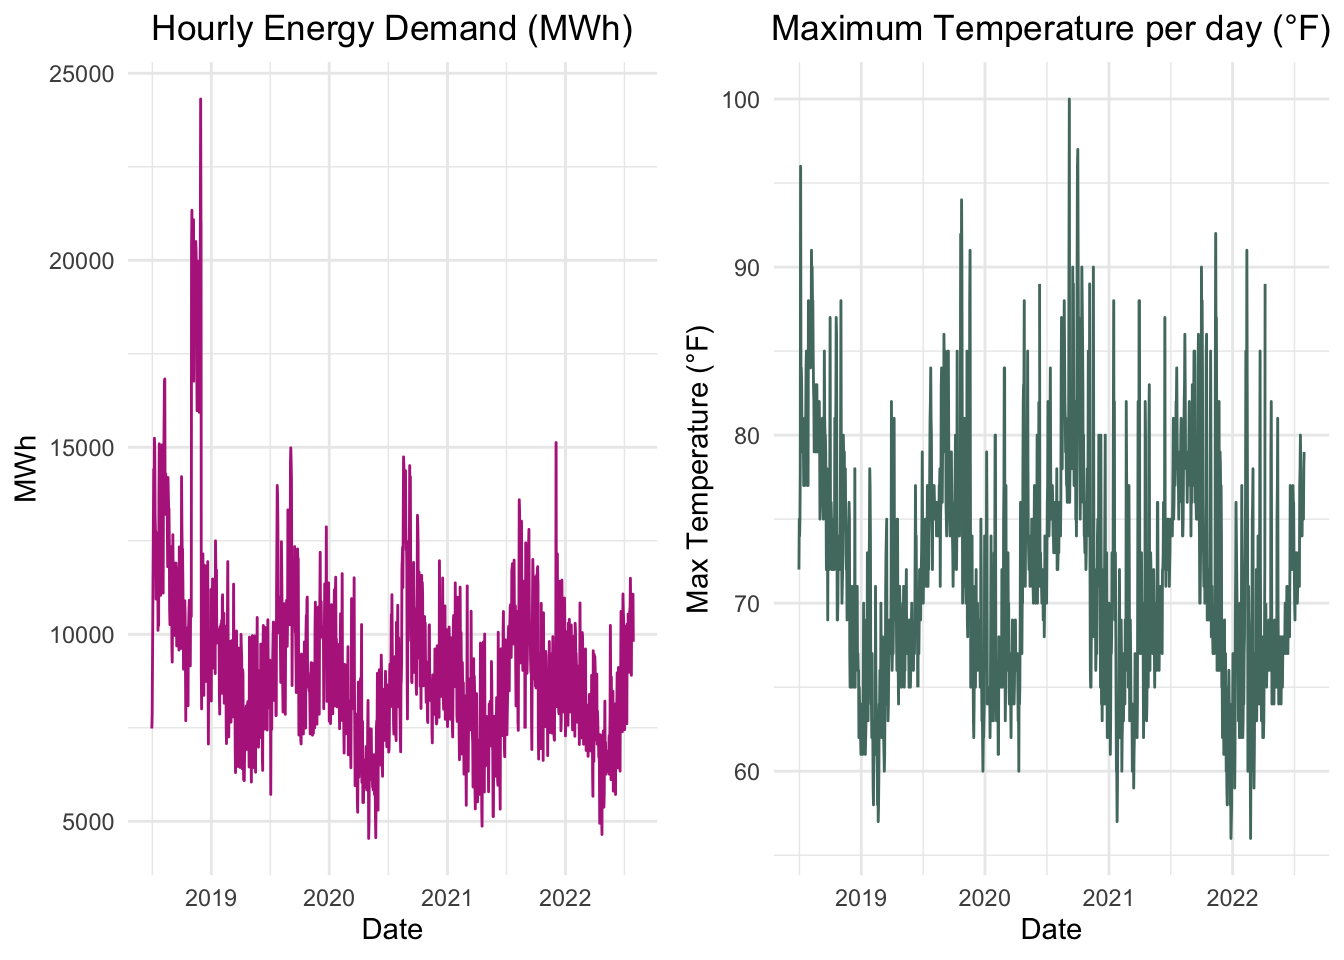 Hourly Energy Demand (MWh)
25000
20000
15000
10000
5000
MWh
2019 2020 2021 2022
Date
Maximum Temperature per day (°F)
100
90
80
70
60
Max Temperature (°F)
2019 2020 2021 2022
Date